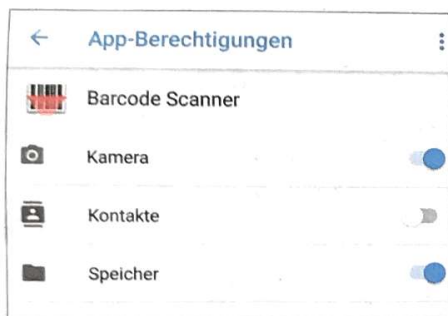 App-Berechtigungen
Barcode Scanner
Kamera
Kontakte
Speicher